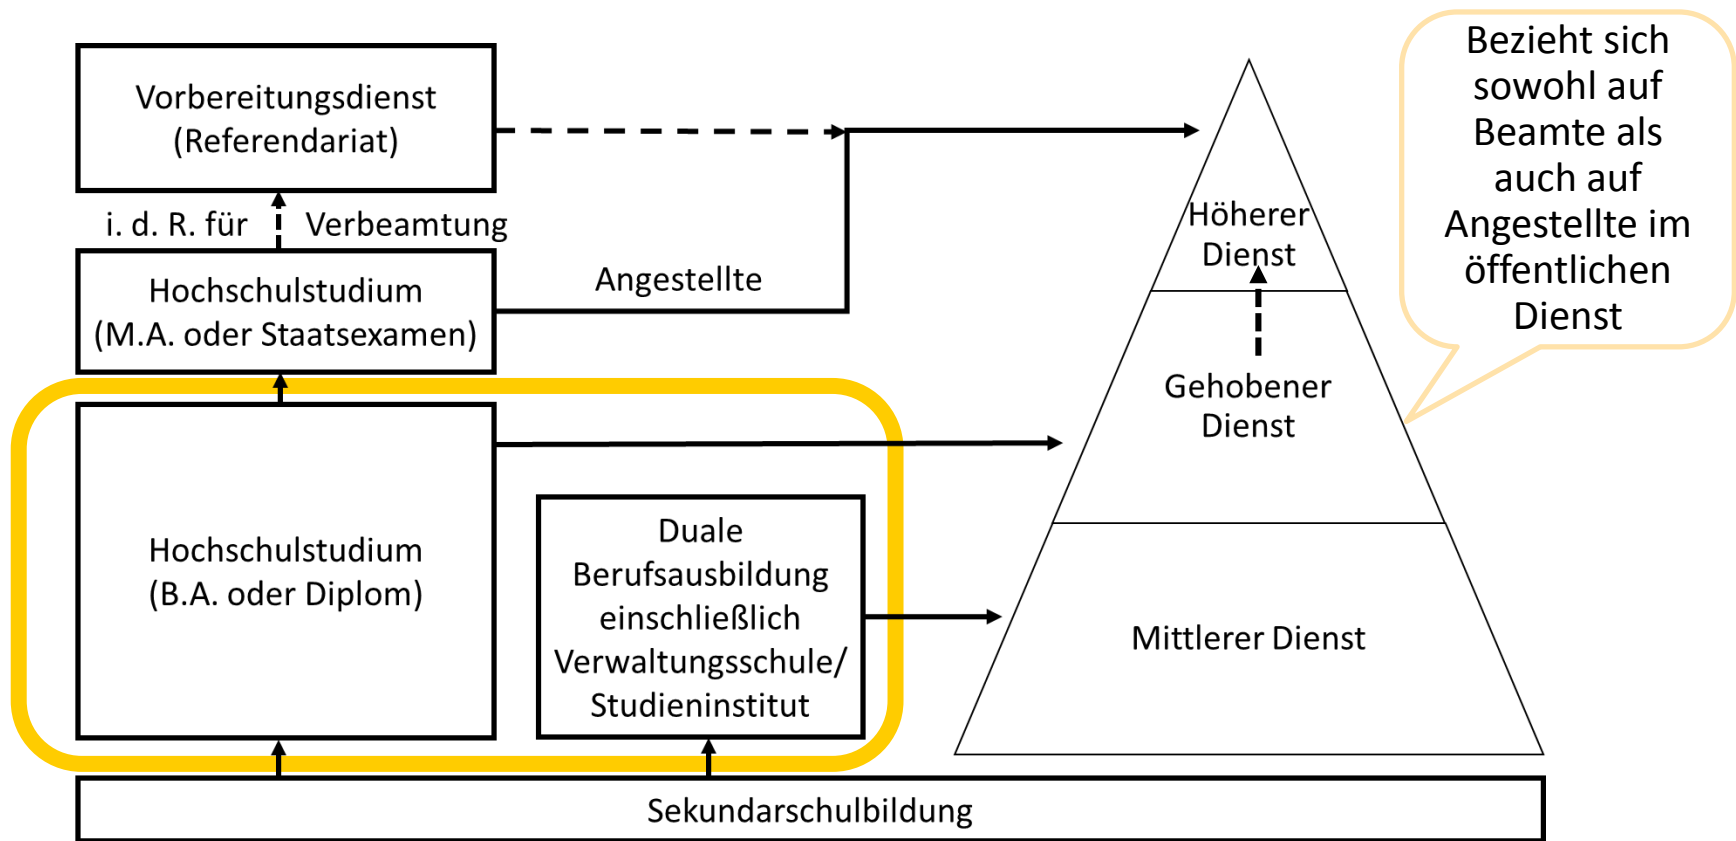 Vorbereitungsdienst
(Referendariat)
i. d. R. für Verbeamtung
Hochschulstudium
(M.A. oder Staatsexamen)
Angestellte
Hochschulstudium
(B.A. oder Diplom)
Duale
Berufsausbildung
einschließlich
Verwaltungsschule/
Studieninstitut
Sekundarschulbildung
Höherer
Dienst
Gehobener
Dienst
Mittlerer Dienst
Bezieht sich
sowohl auf
Beamte als
auch auf
Angestellte im
öffentlichen
Dienst